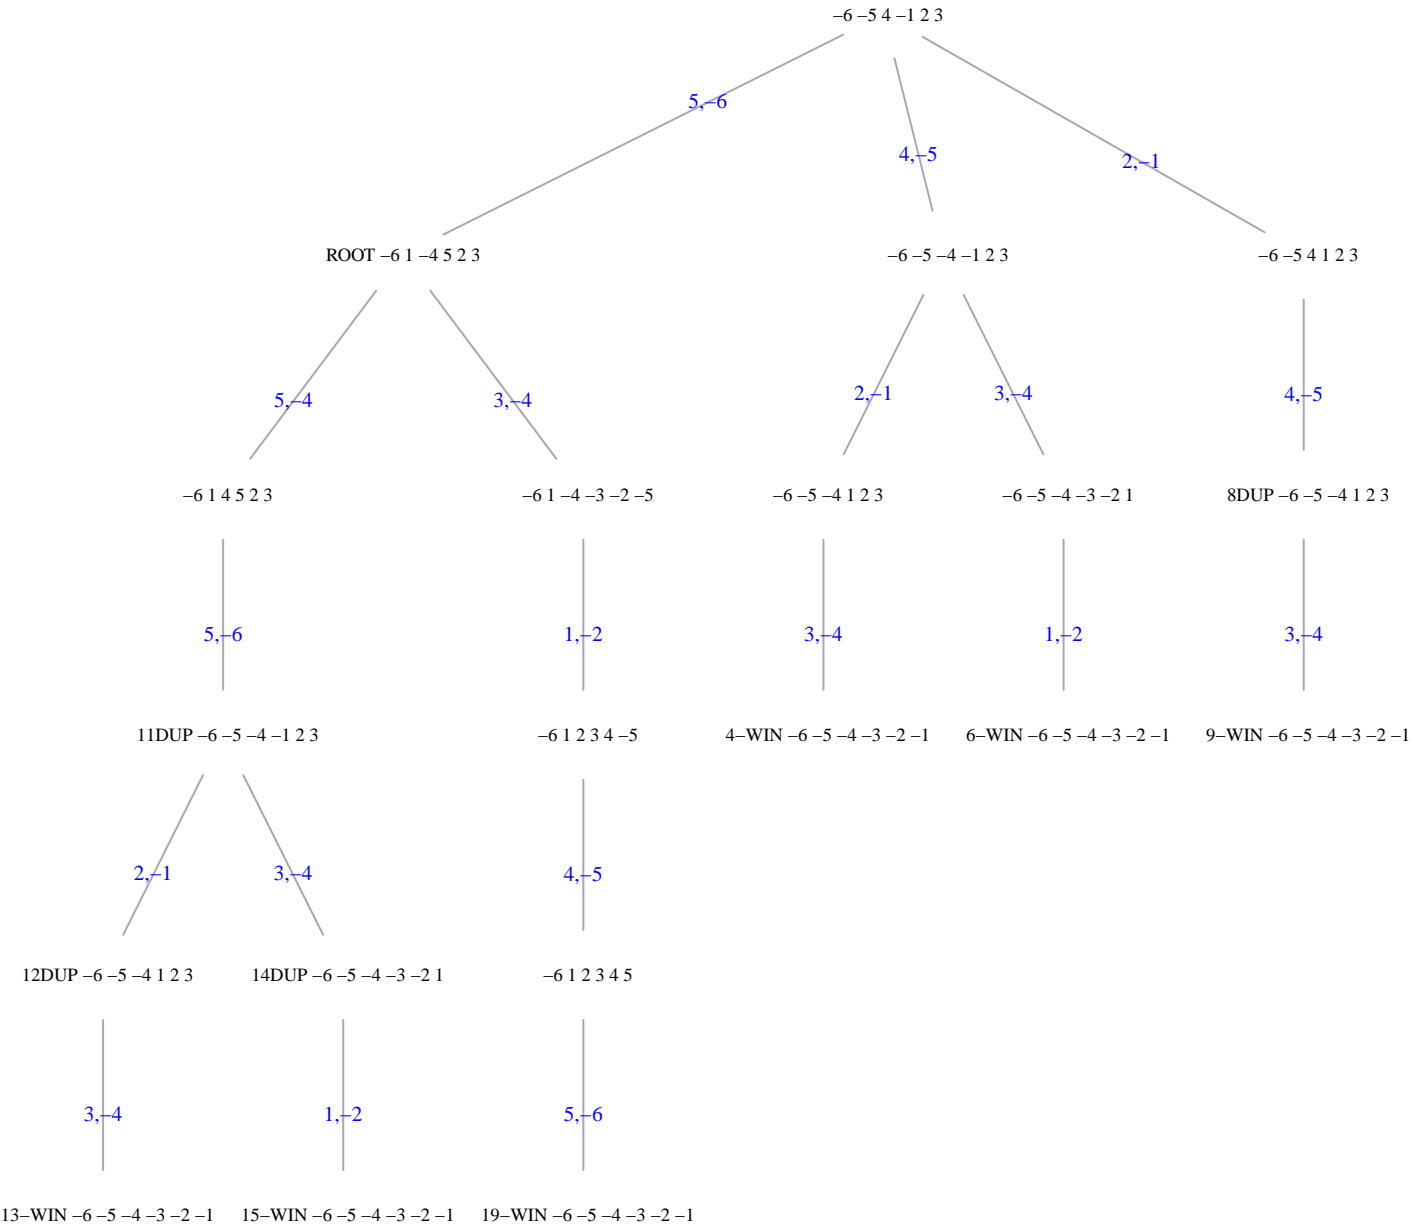 –6 –5 4 –1 2 3
5,–6
4,–5
2,–1
ROOT –6 1 –4 5 2 3
–6 –5 –4 –1 2 3
–6 –5 4 1 2 3
5,–4
3,–4
2,–1
3,–4
4,–5
–6 1 4 5 2 3
–6 1 –4 –3 –2 –5
–6 –5 –4 1 2 3
–6 –5 –4 –3 –2 1
8DUP –6 –5 –4 1 2 3
5,–6
1,–2
3,–4
1,–2
3,–4
11DUP –6 –5 –4 –1 2 3
–6 1 2 3 4 –5
4–WIN –6 –5 –4 –3 –2 –1
6–WIN –6 –5 –4 –3 –2 –1
9–WIN –6 –5 –4 –3 –2 –1
2,–1
3,–4
4,–5
12DUP –6 –5 –4 1 2 3
14DUP –6 –5 –4 –3 –2 1
–6 1 2 3 4 5
3,–4
1,–2
5,–6
13–WIN –6 –5 –4 –3 –2 –1
15–WIN –6 –5 –4 –3 –2 –1
19–WIN –6 –5 –4 –3 –2 –1